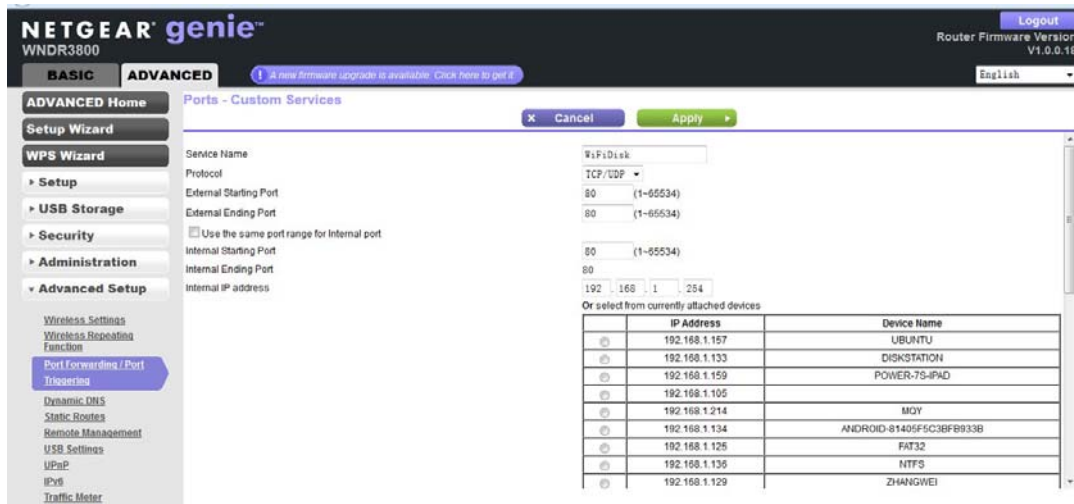 NETGEAR® genie™
WNDR3800
Logout
Router Firmware Version
V1.0.0.18
BASIC
ADVANCED
! A new firmware upgrade is available. Click here to get it
English
ADVANCED Home
Setup Wizard
WPS Wizard
Setup
USB Storage
Security
Administration
Advanced Setup
Wireless Settings
Wireless Repeating
Function
Port Forwarding / Port
Triggering
Dynamic DNS
Static Routes
Remote Management
USB Settings
UPnP
IPv6
Traffic Meter
Ports - Custom Services
x Cancel
Apply
Service Name WiFiDisk
Protocol TCP/UDP
External Starting Port 80 (1~65534)
External Ending Port 80 (1~65534)
Use the same port range for Internal port
Internal Starting Port 80 (1~65534)
Internal Ending Port 80
Internal IP address 192 . 168 . 1 . 254
Or select from currently attached devices
IP Address Device Name
192.168.1.157 UBUNTU
192.168.1.133 DISKSTATION
192.168.1.159 POWER-7S-IPAD
192.168.1.105
192.168.1.214 MQY
192.168.1.134 ANDROID-81405F5C3BFB933B
192.168.1.125 FAT32
192.168.1.136 NTFS
192.168.1.129 ZHANGWEI